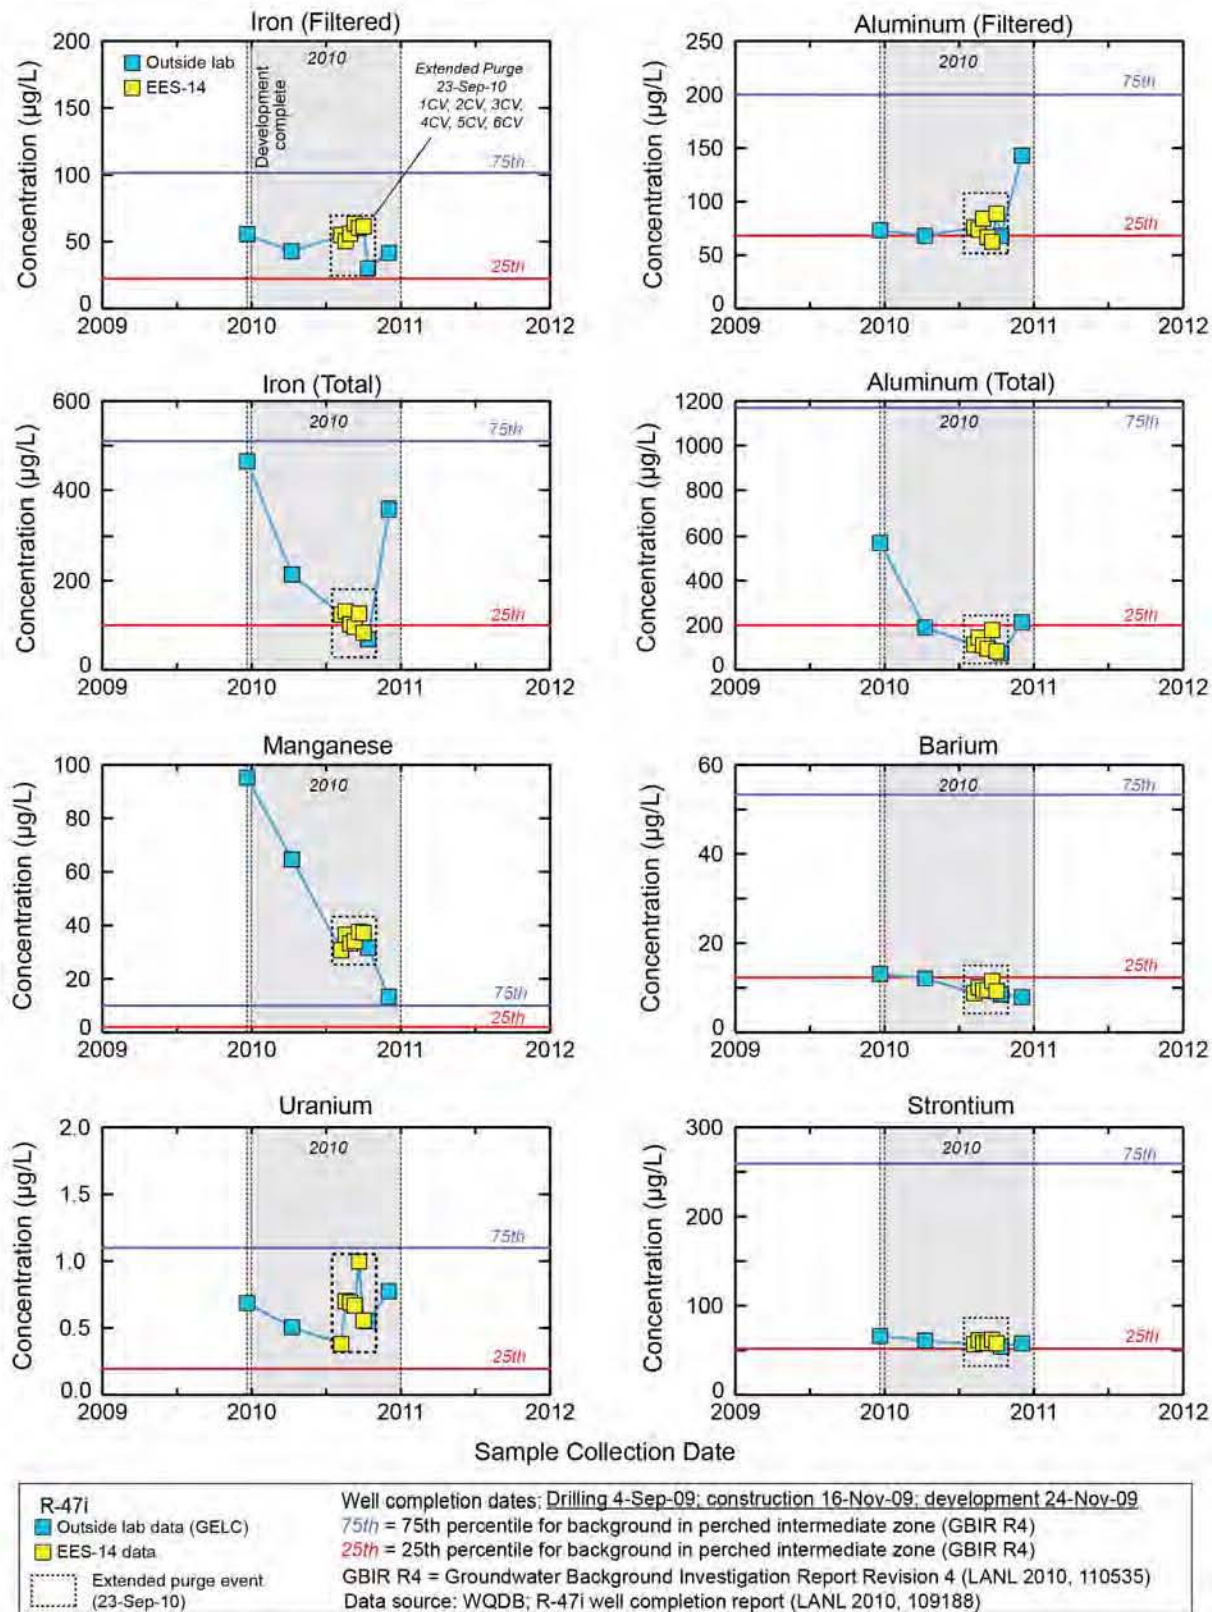 Iron (Filtered)
200
150
100
50
0
Concentration (µg/L)
Outside lab
EES-14
2010
Development
complete
Extended Purge
23-Sep-10
1CV, 2CV, 3CV,
4CV, 5CV, 6CV
75th
25th
2009 2010 2011 2012
Aluminum (Filtered)
250
200
150
100
50
0
Concentration (µg/L)
2010
75th
25th
2009 2010 2011 2012
Iron (Total)
600
400
200
0
Concentration (µg/L)
2010
75th
25th
2009 2010 2011 2012
Aluminum (Total)
1200
1000
800
600
400
200
0
Concentration (µg/L)
2010
75th
25th
2009 2010 2011 2012
Manganese
100
80
60
40
20
0
Concentration (µg/L)
2010
75th
25th
2009 2010 2011 2012
Barium
60
40
20
0
Concentration (µg/L)
2010
75th
25th
2009 2010 2011 2012
Uranium
2.0
1.5
1.0
0.5
0.0
Concentration (µg/L)
2010
75th
25th
2009 2010 2011 2012
Strontium
300
200
100
0
Concentration (µg/L)
2010
75th
25th
2009 2010 2011 2012
Sample Collection Date
R-47i
Outside lab data (GELC)
EES-14 data
Extended purge event
(23-Sep-10)
Well completion dates: Drilling 4-Sep-09; construction 16-Nov-09; development 24-Nov-09
75th = 75th percentile for background in perched intermediate zone (GBIR R4)
25th = 25th percentile for background in perched intermediate zone (GBIR R4)
GBIR R4 = Groundwater Background Investigation Report Revision 4 (LANL 2010, 110535)
Data source: WQDB; R-47i well completion report (LANL 2010, 109188)